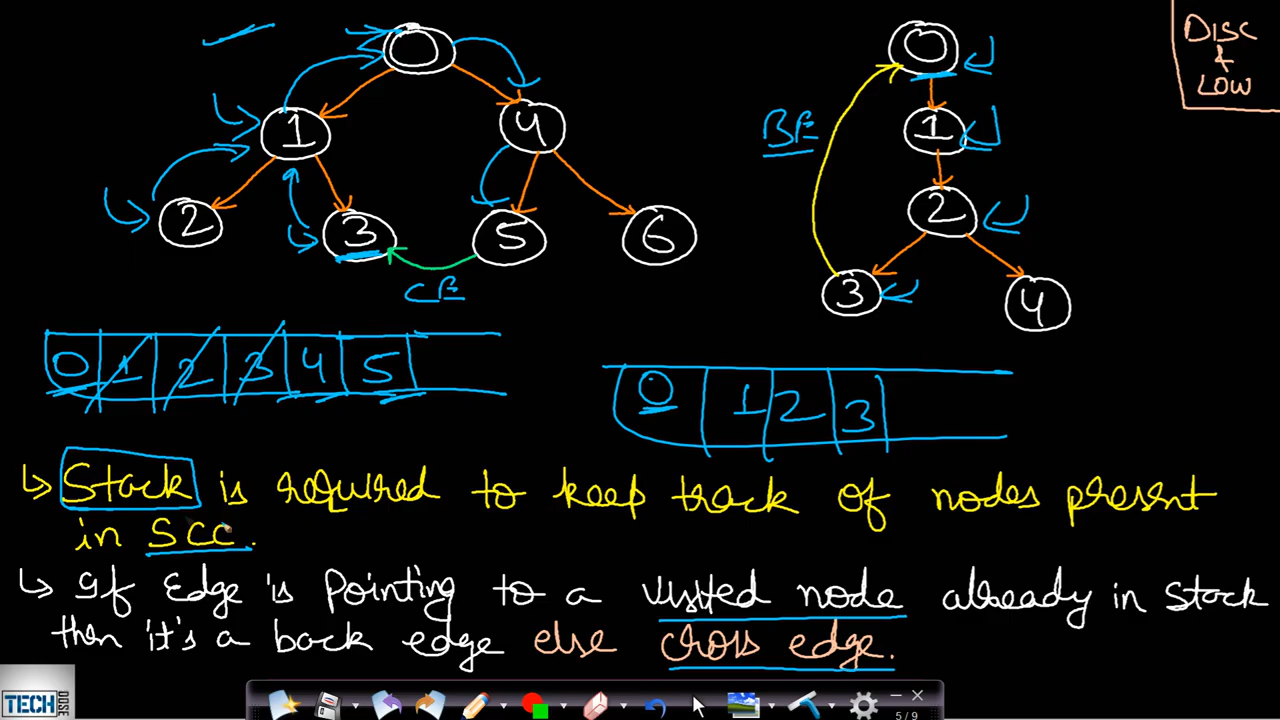 0
DISC
&
LOW
0
1
4
BE
1
2
3
5
6
2
CE
3
4
0 1 2 3 4 5
0 1 2 3
↳ Stack is required to keep track of nodes present
in SCC.
↳ If Edge is pointing to a visited node already in stack
then it's a back edge else cross edge.
TECH
DOSE
5/9